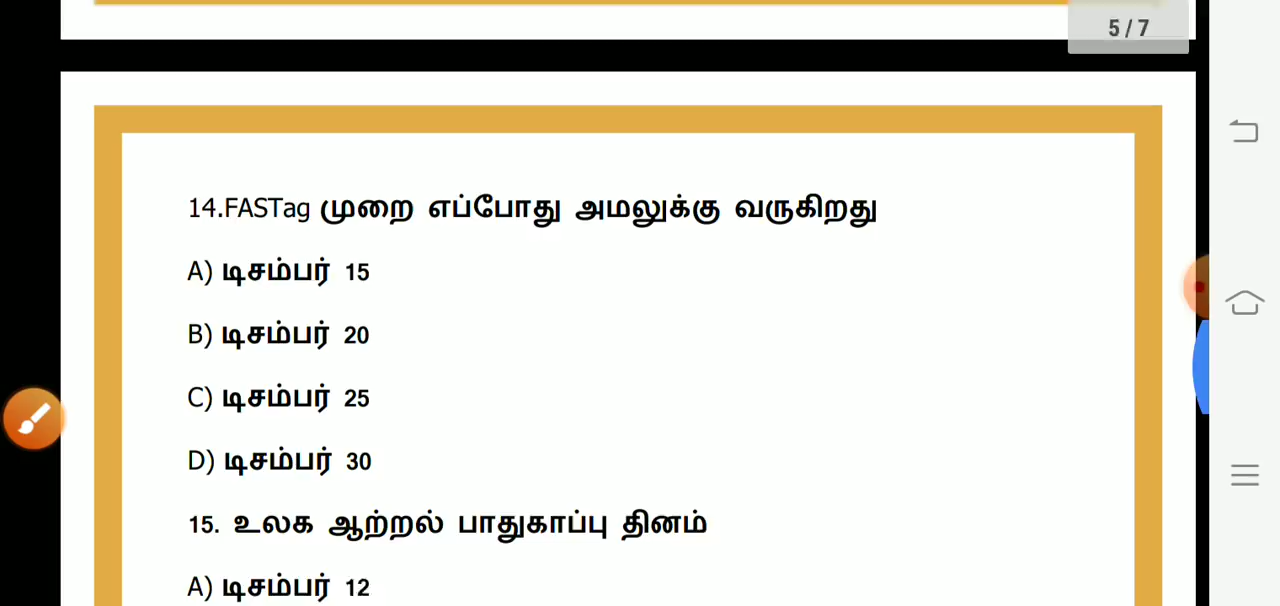 5 / 7
14.FASTag முறை எப்போது அமலுக்கு வருகிறது
A) டிசம்பர் 15
B) டிசம்பர் 20
C) டிசம்பர் 25
D) டிசம்பர் 30
15. உலக ஆற்றல் பாதுகாப்பு தினம்
A) டிசம்பர் 12